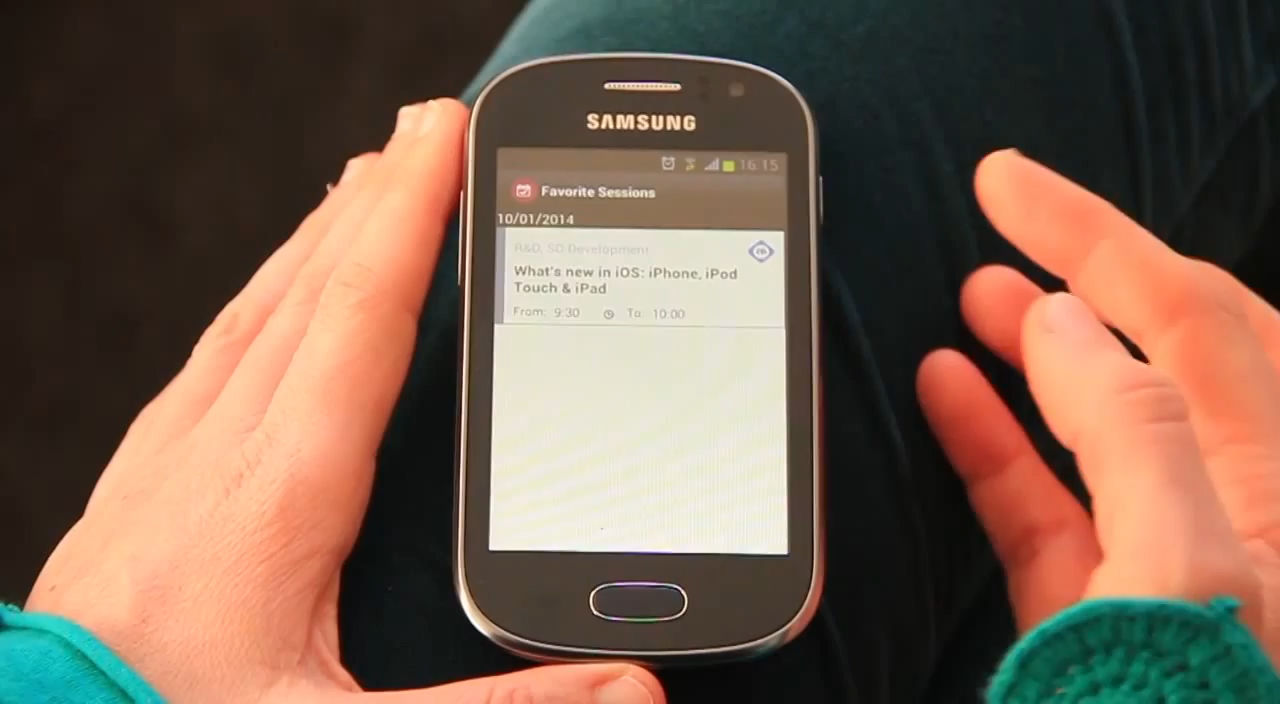 SAMSUNG
16:15
Favorite Sessions
10/01/2014
R&D, SD Development
What's new in iOS: iPhone, iPod
Touch & iPad
From: 9:30 To: 10:00